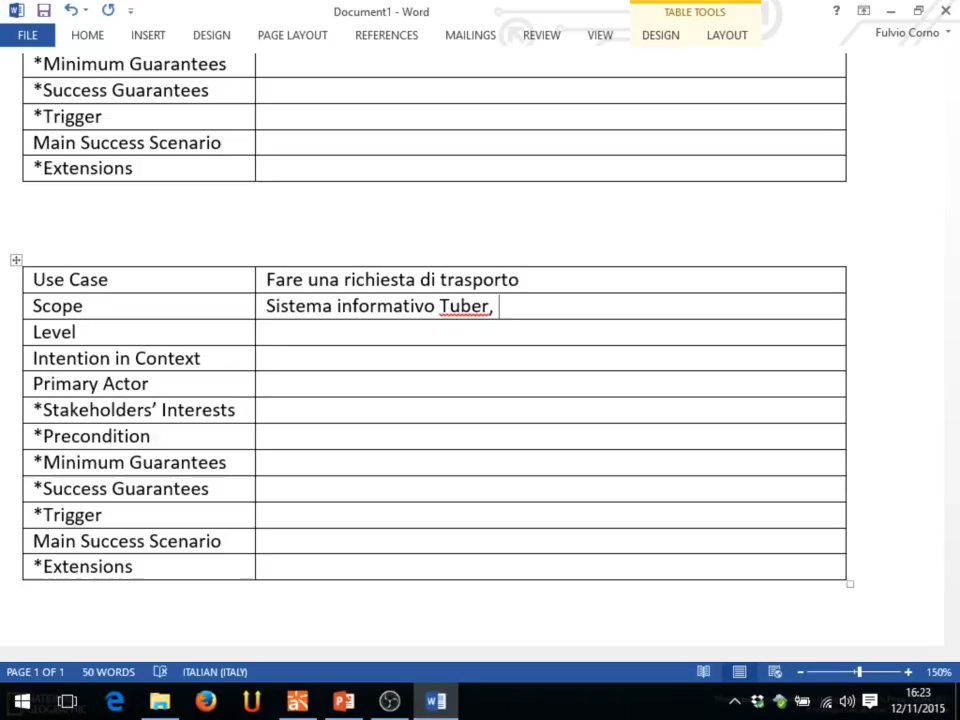 Document1 - Word
TABLE TOOLS
?
FILE HOME INSERT DESIGN PAGE LAYOUT REFERENCES MAILINGS REVIEW VIEW DESIGN LAYOUT Fulvio Corno
*Minimum Guarantees
*Success Guarantees
*Trigger
Main Success Scenario
*Extensions
Use Case Fare una richiesta di trasporto
Scope Sistema informativo Tuber,
Level
Intention in Context
Primary Actor
*Stakeholders’ Interests
*Precondition
*Minimum Guarantees
*Success Guarantees
*Trigger
Main Success Scenario
*Extensions
PAGE 1 OF 1 50 WORDS ITALIAN (ITALY) 150%
16:23
12/11/2015